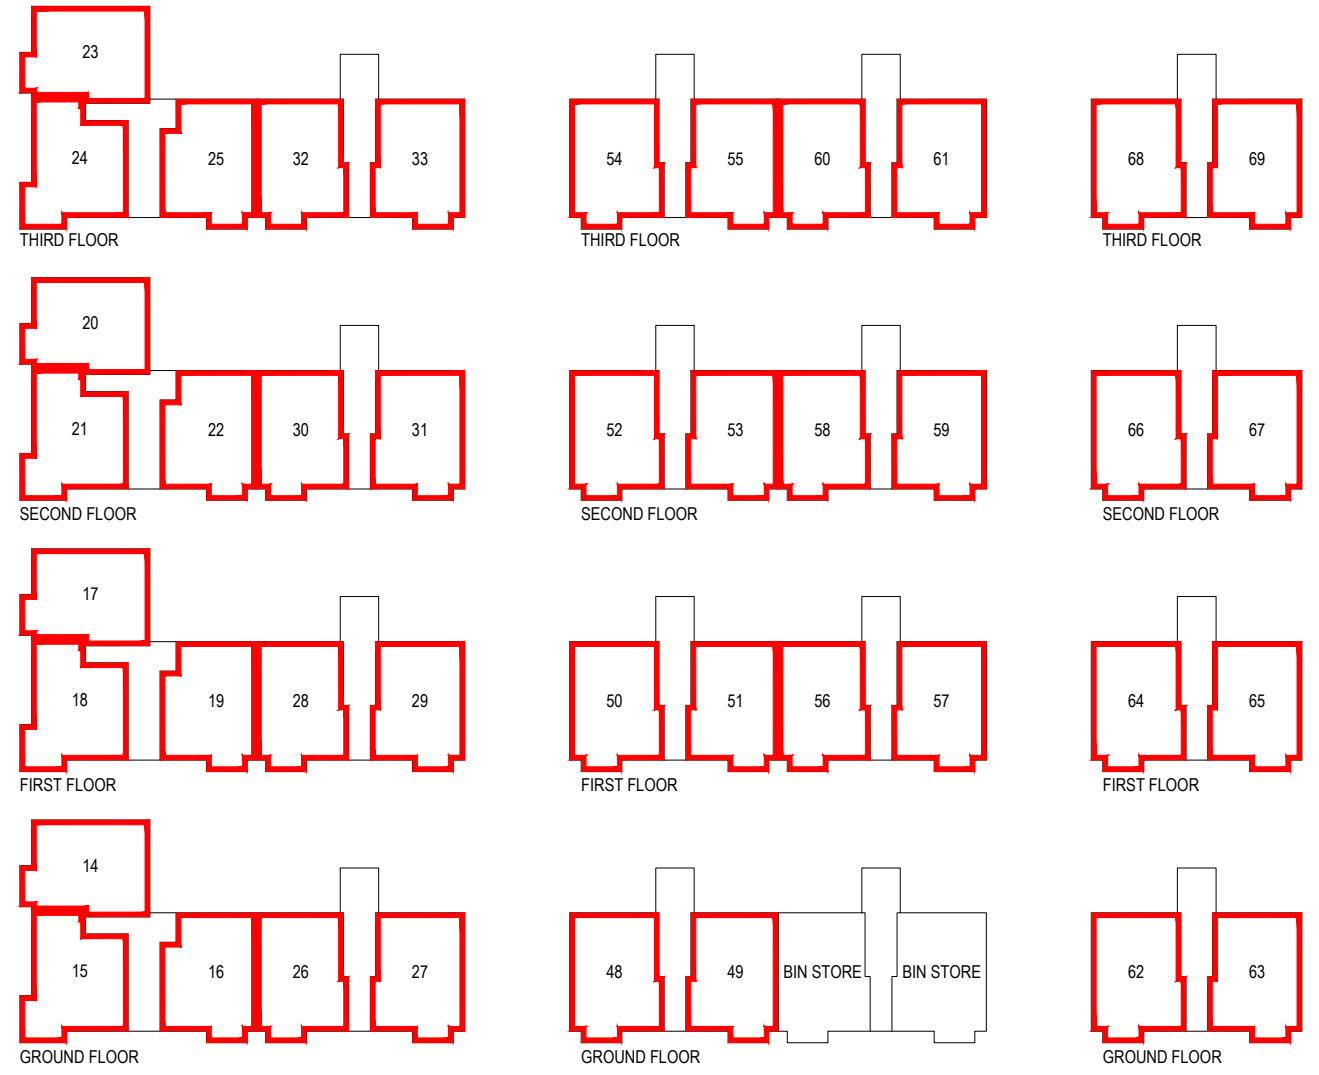 23
24 25 32 33 54 55 60 61 68 69
THIRD FLOOR THIRD FLOOR THIRD FLOOR
20
21 22 30 31 52 53 58 59 66 67
SECOND FLOOR SECOND FLOOR SECOND FLOOR
17
18 19 28 29 50 51 56 57 64 65
FIRST FLOOR FIRST FLOOR FIRST FLOOR
14
15 16 26 27 48 49 BIN STORE BIN STORE 62 63
GROUND FLOOR GROUND FLOOR GROUND FLOOR